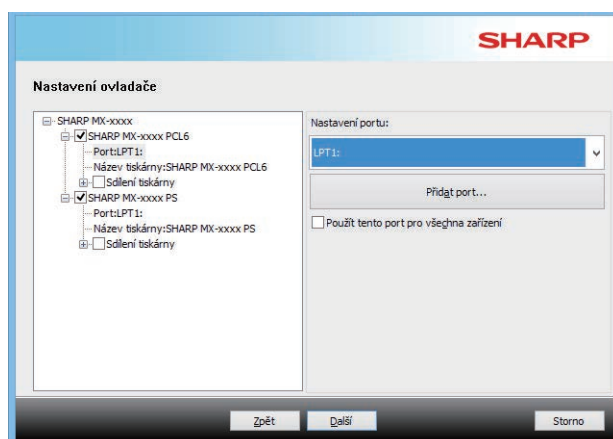 SHARP
Nastavení ovladače
SHARP MX-xxxx
SHARP MX-xxxx PCL6
Port:LPT1:
Název tiskárny:SHARP MX-xxxx PCL6
Sdílení tiskárny
SHARP MX-xxxx PS
Port:LPT1:
Název tiskárny:SHARP MX-xxxx PS
Sdílení tiskárny
Nastavení portu:
LPT1:
Přidat port...
Použít tento port pro všechna zařízení
Zpět
Další
Storno